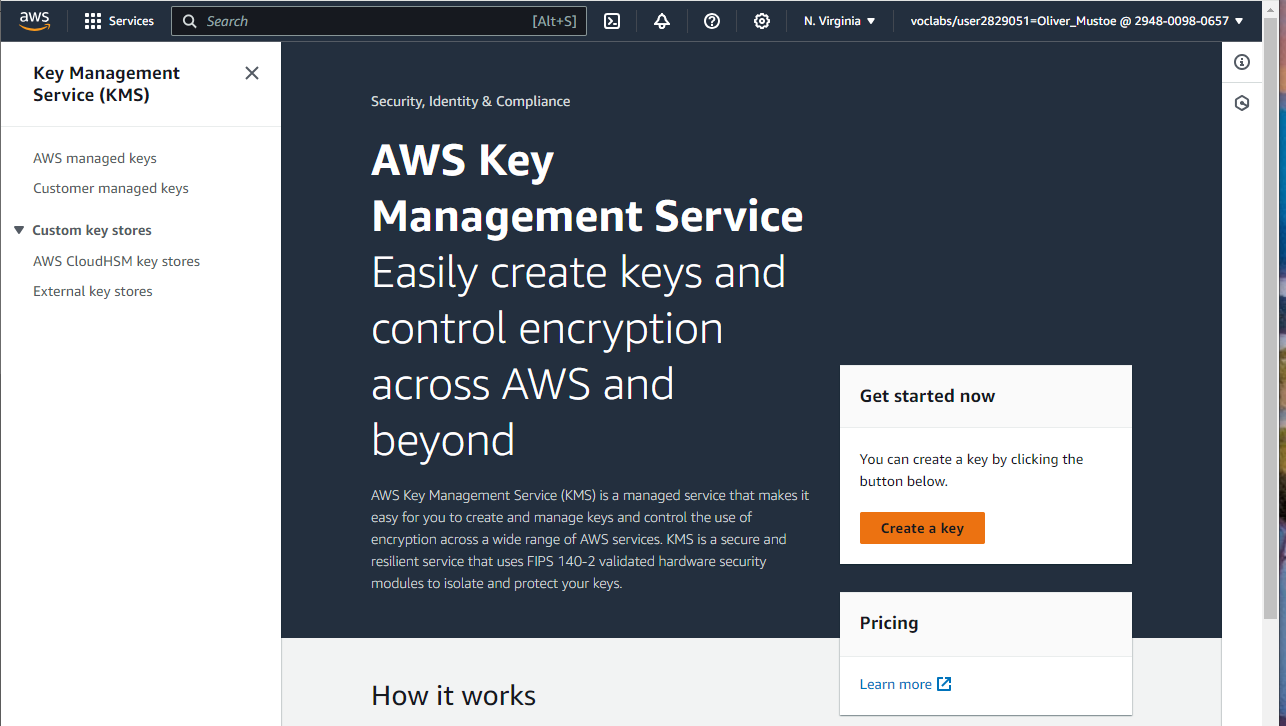 aws
Services
Search
[Alt+S]
N. Virginia
voclabs/user2829051=Oliver_Mustoe @ 2948-0098-0657
Key Management
Service (KMS)
AWS managed keys
Customer managed keys
Custom key stores
AWS CloudHSM key stores
External key stores
Security, Identity & Compliance
AWS Key
Management Service
Easily create keys and
control encryption
across AWS and
beyond
AWS Key Management Service (KMS) is a managed service that makes it
easy for you to create and manage keys and control the use of
encryption across a wide range of AWS services. KMS is a secure and
resilient service that uses FIPS 140-2 validated hardware security
modules to isolate and protect your keys.
Get started now
You can create a key by clicking the
button below.
Create a key
Pricing
Learn more
How it works